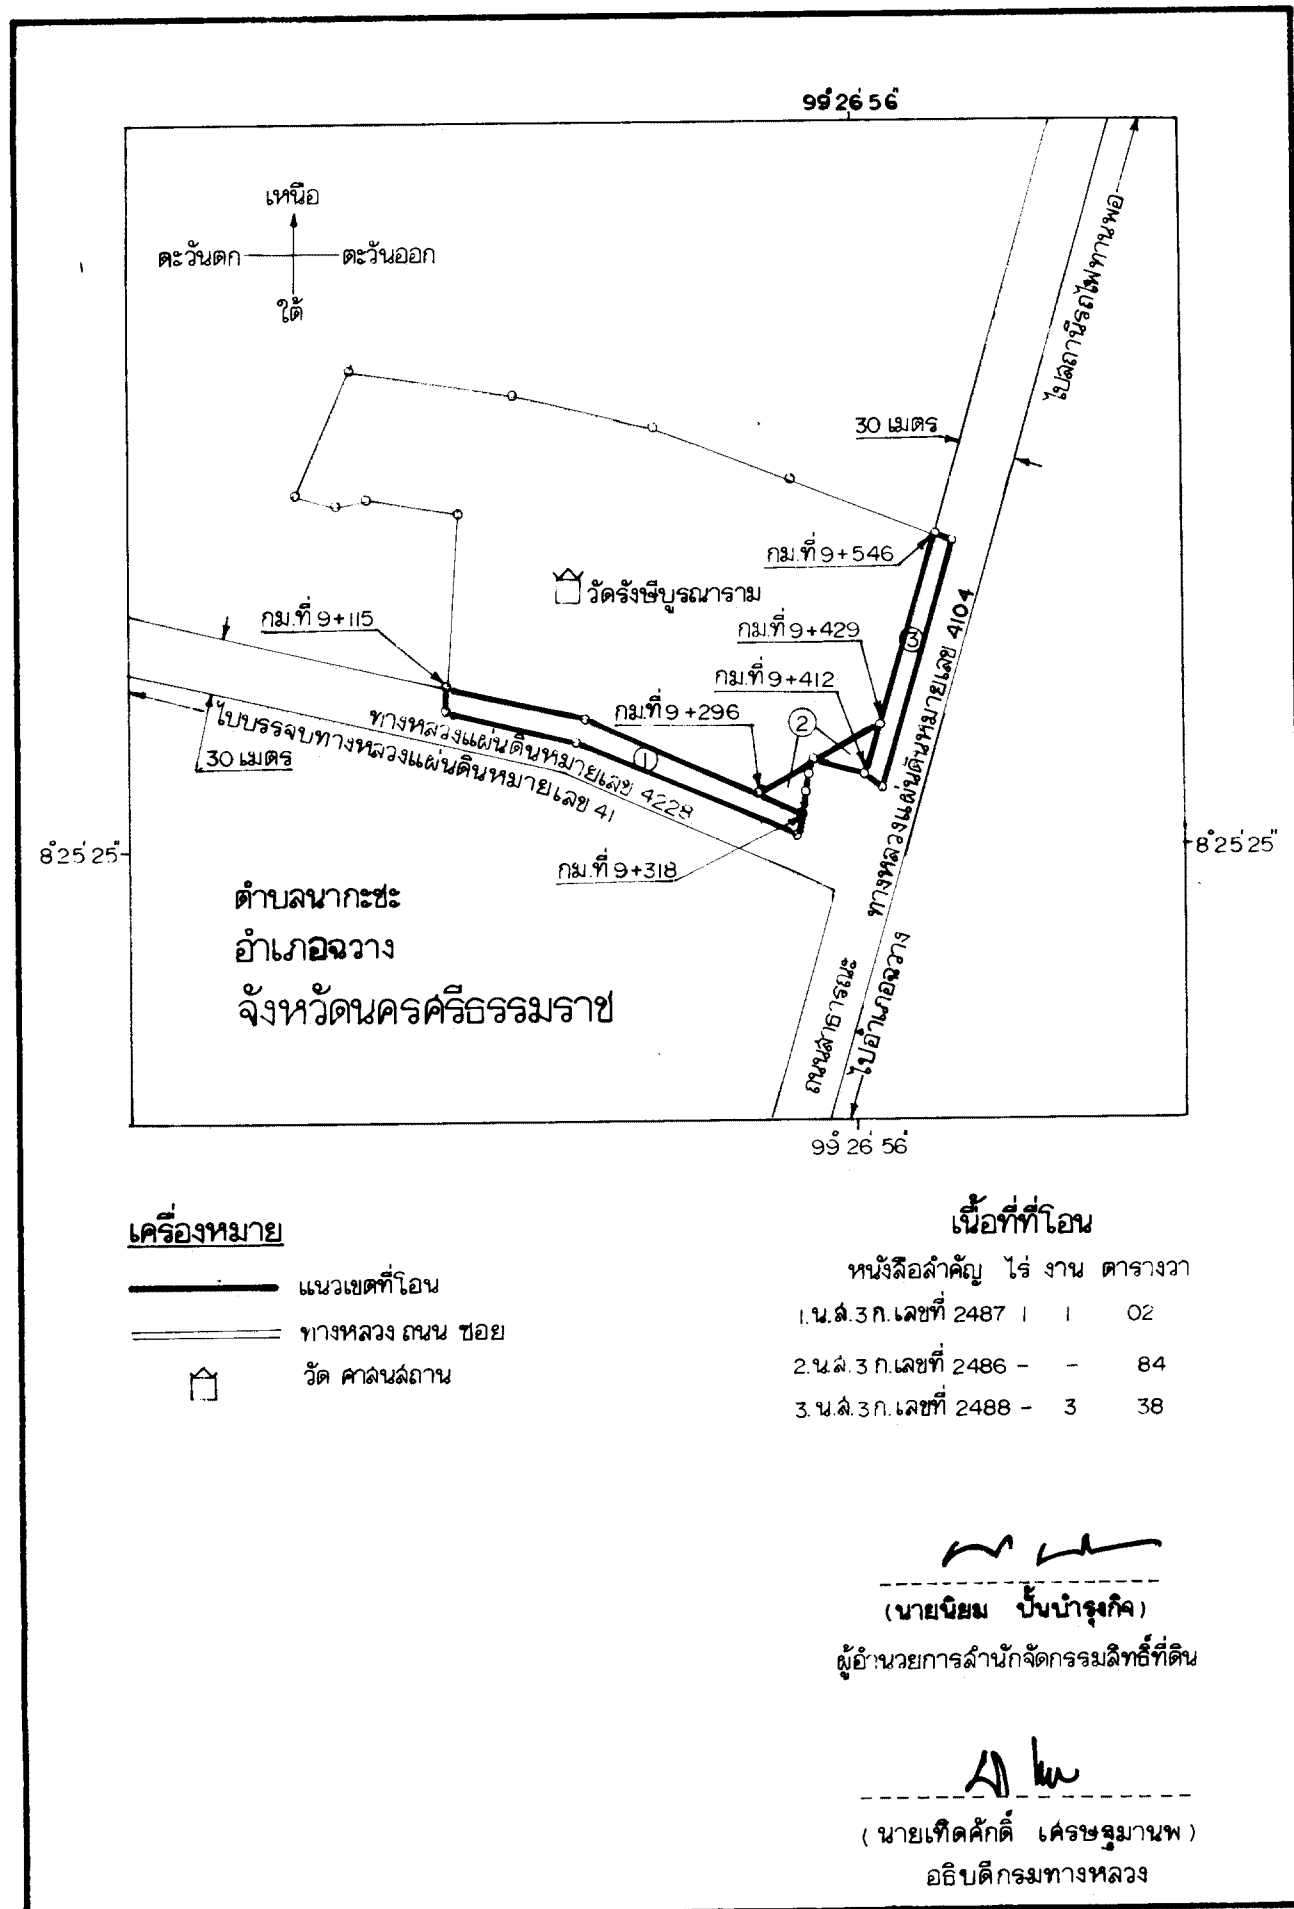 99° 26' 56"
เหนือ
ตะวันตก ตะวันออก
ใต้
ไปสถานีรถไฟทานพอ
30 เมตร
กม.ที่ 9+546
วัดรังษีบูรณาราม
กม.ที่ 9+115
กม.ที่ 9+429
กม.ที่ 9+412
กม.ที่ 9+296
1
2
3
ทางหลวงแผ่นดินหมายเลข 4104
ทางหลวงแผ่นดินหมายเลข 4228
ไปบรรจบทางหลวงแผ่นดินหมายเลข 41
30 เมตร
กม.ที่ 9+318
8° 25' 25"
8° 25' 25"
ตำบลนากะชะ
อำเภอฉวาง
จังหวัดนครศรีธรรมราช
ถนนสาธารณะ
ไปอำเภอฉวาง
99° 26' 56"
เครื่องหมาย
แนวเขตที่โอน
ทางหลวง ถนน ซอย
วัด ศาสนสถาน
เนื้อที่ที่โอน
หนังสือสำคัญ ไร่ งาน ตารางวา
1. น.ส.3 ก. เลขที่ 2487 1 1 02
2. น.ส.3 ก. เลขที่ 2486 - - 84
3. น.ส.3 ก. เลขที่ 2488 - 3 38
(นายนิยม ปั้นบำรุงกิจ)
ผู้อำนวยการสำนักจัดกรรมสิทธิ์ที่ดิน
(นายเทิดศักดิ์ เศรษฐมานพ)
อธิบดีกรมทางหลวง